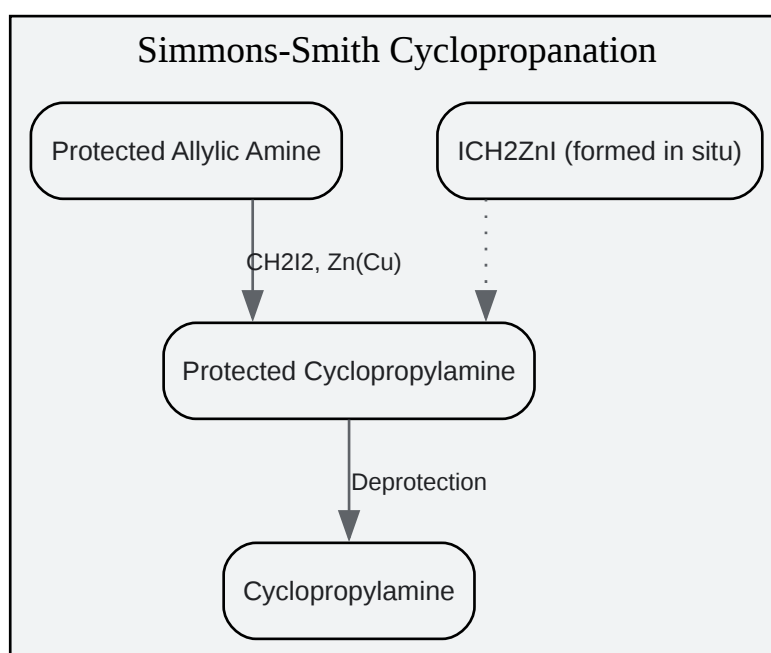 Simmons-Smith Cyclopropanation
Protected Allylic Amine
ICH2ZnI (formed in situ)
CH2I2, Zn(Cu)
Protected Cyclopropylamine
Deprotection
Cyclopropylamine